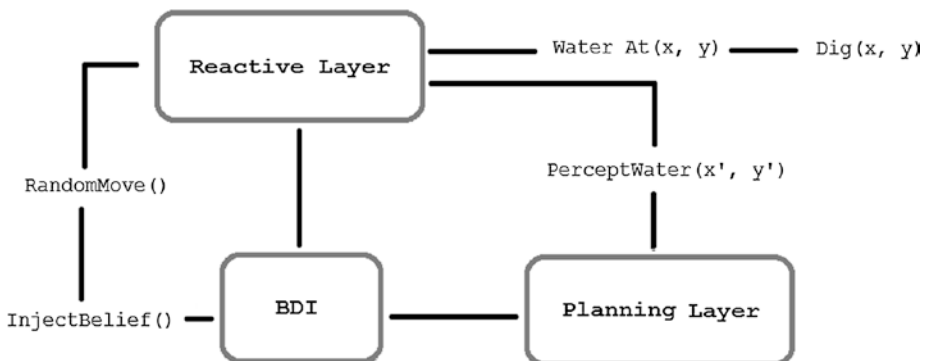 Reactive Layer
Water At(x, y)
Dig(x, y)
RandomMove()
PerceptWater(x', y')
InjectBelief()
BDI
Planning Layer